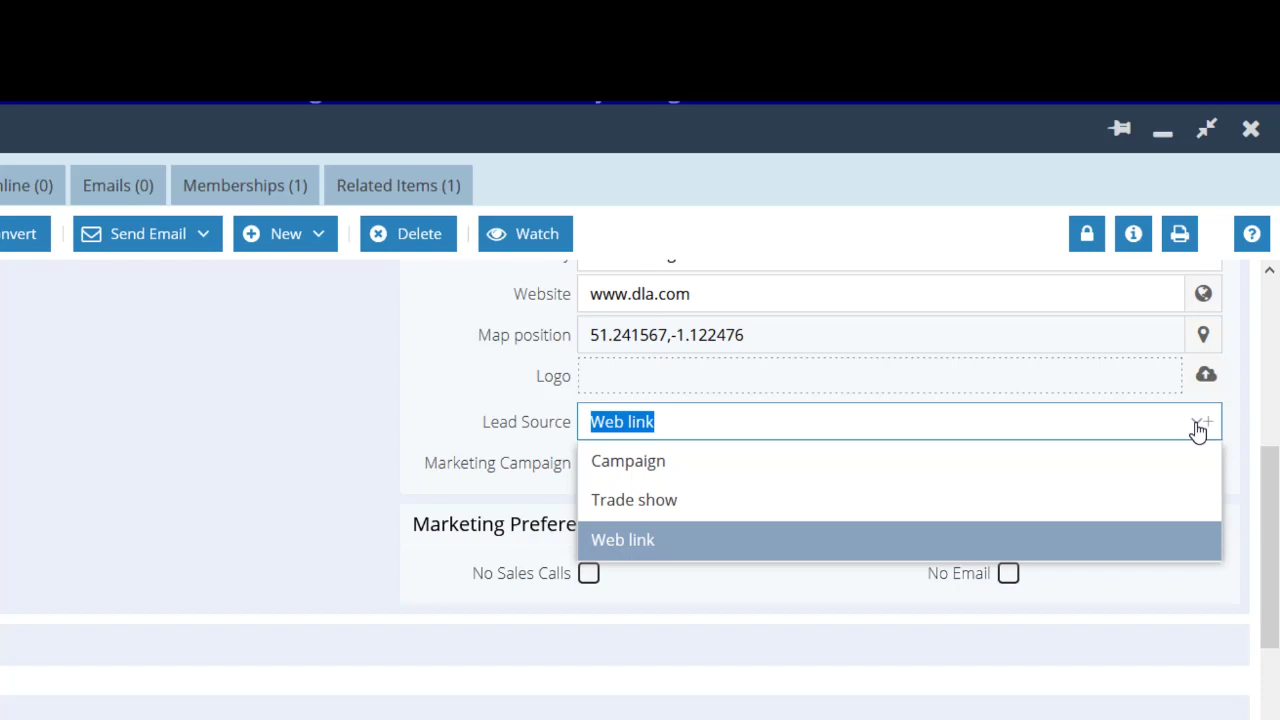 nline (0) Emails (0) Memberships (1) Related Items (1)
nvert Send Email New Delete Watch
Website www.dla.com
Map position 51.241567,-1.122476
Logo
Lead Source Web link
Campaign
Marketing Campaign
Trade show
Marketing Prefere
Web link
No Sales Calls No Email